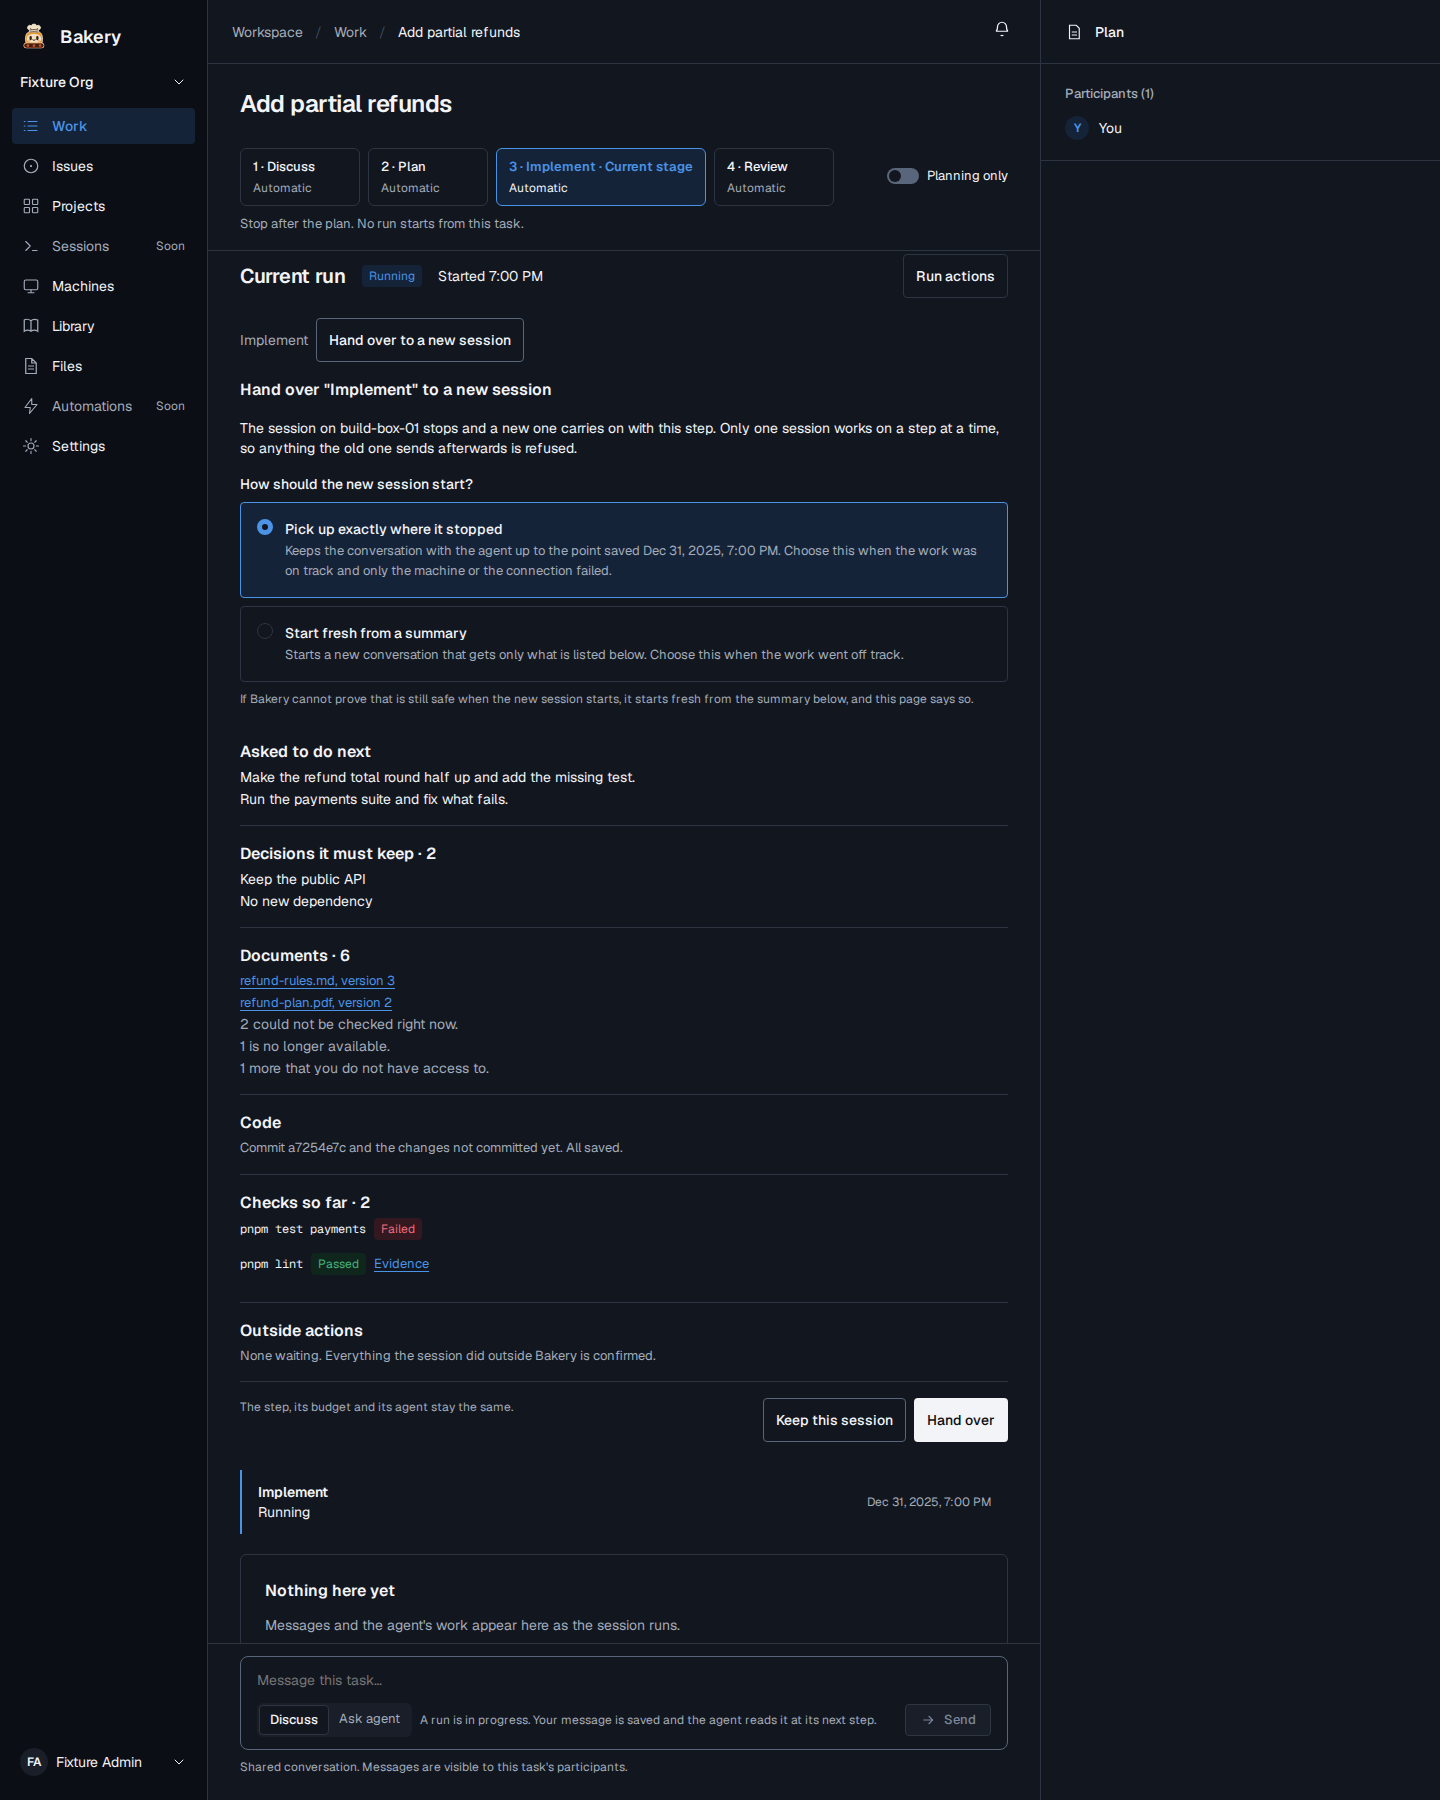 Bakery
Fixture Org
Work
Issues
Projects
Sessions Soon
Machines
Library
Files
Automations Soon
Settings
FA Fixture Admin
Workspace / Work / Add partial refunds
Add partial refunds
1 · Discuss
Automatic
2 · Plan
Automatic
3 · Implement · Current stage
Automatic
4 · Review
Automatic
Planning only
Stop after the plan. No run starts from this task.
Current run Running Started 7:00 PM Run actions
Implement Hand over to a new session
Hand over "Implement" to a new session
The session on build-box-01 stops and a new one carries on with this step. Only one session works on a step at a time,
so anything the old one sends afterwards is refused.
How should the new session start?
Pick up exactly where it stopped
Keeps the conversation with the agent up to the point saved Dec 31, 2025, 7:00 PM. Choose this when the work was
on track and only the machine or the connection failed.
Start fresh from a summary
Starts a new conversation that gets only what is listed below. Choose this when the work went off track.
If Bakery cannot prove that is still safe when the new session starts, it starts fresh from the summary below, and this page says so.
Asked to do next
Make the refund total round half up and add the missing test.
Run the payments suite and fix what fails.
Decisions it must keep · 2
Keep the public API
No new dependency
Documents · 6
refund-rules.md, version 3
refund-plan.pdf, version 2
2 could not be checked right now.
1 is no longer available.
1 more that you do not have access to.
Code
Commit a7254e7c and the changes not committed yet. All saved.
Checks so far · 2
pnpm test payments Failed
pnpm lint Passed Evidence
Outside actions
None waiting. Everything the session did outside Bakery is confirmed.
The step, its budget and its agent stay the same.
Keep this session Hand over
Implement
Running
Dec 31, 2025, 7:00 PM
Nothing here yet
Messages and the agent's work appear here as the session runs.
Message this task…
Discuss Ask agent A run is in progress. Your message is saved and the agent reads it at its next step. Send
Shared conversation. Messages are visible to this task's participants.
Plan
Participants (1)
Y You